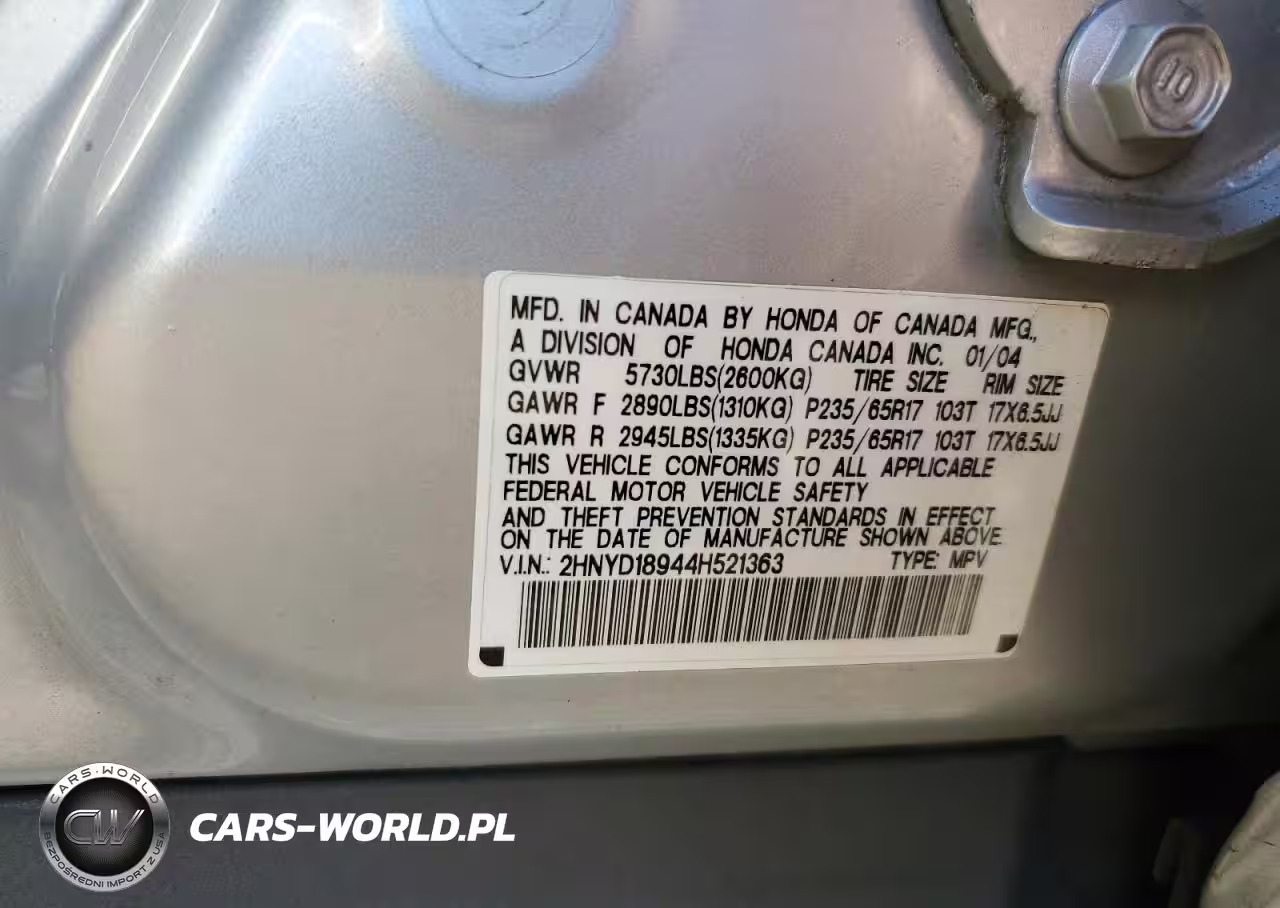 MFD. IN CANADA BY HONDA OF CANADA MFG.,
A DIVISION OF HONDA CANADA INC. 01/04
GVWR 5730LBS(2600KG) TIRE SIZE RIM SIZE
GAWR F 2890LBS(1310KG) P235/65R17 103T 17X6.5JJ
GAWR R 2945LBS(1335KG) P235/65R17 103T 17X6.5JJ
THIS VEHICLE CONFORMS TO ALL APPLICABLE
FEDERAL MOTOR VEHICLE SAFETY
AND THEFT PREVENTION STANDARDS IN EFFECT
ON THE DATE OF MANUFACTURE SHOWN ABOVE.
V.I.N.: 2HNYD18944H521363 TYPE: MPV
CARS-WORLD
CW
BEZPOŚREDNI IMPORT Z USA
CARS-WORLD.PL